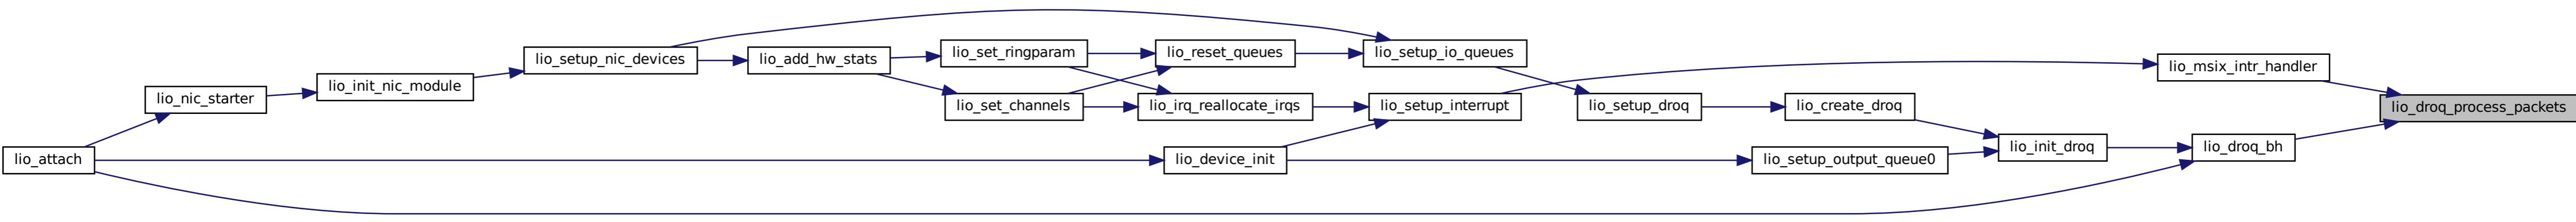 lio_attach
lio_nic_starter
lio_init_nic_module
lio_setup_nic_devices
lio_add_hw_stats
lio_set_ringparam
lio_set_channels
lio_reset_queues
lio_irq_reallocate_irqs
lio_device_init
lio_setup_io_queues
lio_setup_interrupt
lio_setup_droq
lio_setup_output_queue0
lio_create_droq
lio_init_droq
lio_msix_intr_handler
lio_droq_bh
lio_droq_process_packets